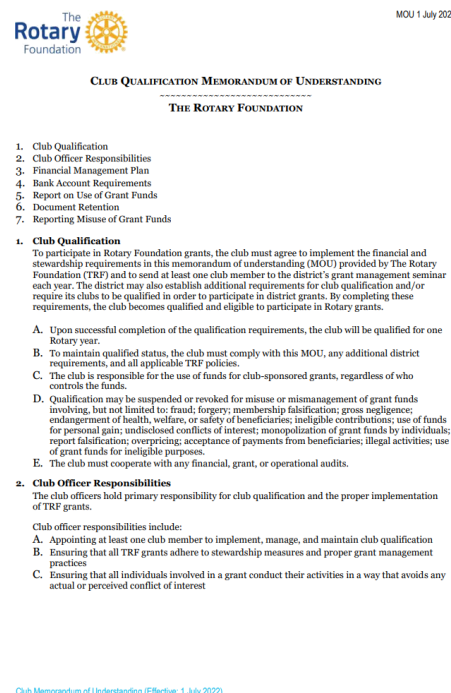 The
Rotary
Foundation
MOU 1 July 202
CLUB QUALIFICATION MEMORANDUM OF UNDERSTANDING
~~~~~~~~~~~~~~~~~~~~~~~~~~~~
THE ROTARY FOUNDATION
1. Club Qualification
2. Club Officer Responsibilities
3. Financial Management Plan
4. Bank Account Requirements
5. Report on Use of Grant Funds
6. Document Retention
7. Reporting Misuse of Grant Funds
1. Club Qualification
To participate in Rotary Foundation grants, the club must agree to implement the financial and
stewardship requirements in this memorandum of understanding (MOU) provided by The Rotary
Foundation (TRF) and to send at least one club member to the district's grant management seminar
each year. The district may also establish additional requirements for club qualification and/or
require its clubs to be qualified in order to participate in district grants. By completing these
requirements, the club becomes qualified and eligible to participate in Rotary grants.
A. Upon successful completion of the qualification requirements, the club will be qualified for one
Rotary year.
B. To maintain qualified status, the club must comply with this MOU, any additional district
requirements, and all applicable TRF policies.
C. The club is responsible for the use of funds for club-sponsored grants, regardless of who
controls the funds.
D. Qualification may be suspended or revoked for misuse or mismanagement of grant funds
involving, but not limited to: fraud; forgery; membership falsification; gross negligence;
endangerment of health, welfare, or safety of beneficiaries; ineligible contributions; use of funds
for personal gain; undisclosed conflicts of interest; monopolization of grant funds by individuals;
report falsification; overpricing; acceptance of payments from beneficiaries; illegal activities; use
of grant funds for ineligible purposes.
E. The club must cooperate with any financial, grant, or operational audits.
2. Club Officer Responsibilities
The club officers hold primary responsibility for club qualification and the proper implementation
of TRF grants.
Club officer responsibilities include:
A. Appointing at least one club member to implement, manage, and maintain club qualification
B. Ensuring that all TRF grants adhere to stewardship measures and proper grant management
practices
C. Ensuring that all individuals involved in a grant conduct their activities in a way that avoids any
actual or perceived conflict of interest
Club Memorandum of Understanding (Effective: 1 July 2022)